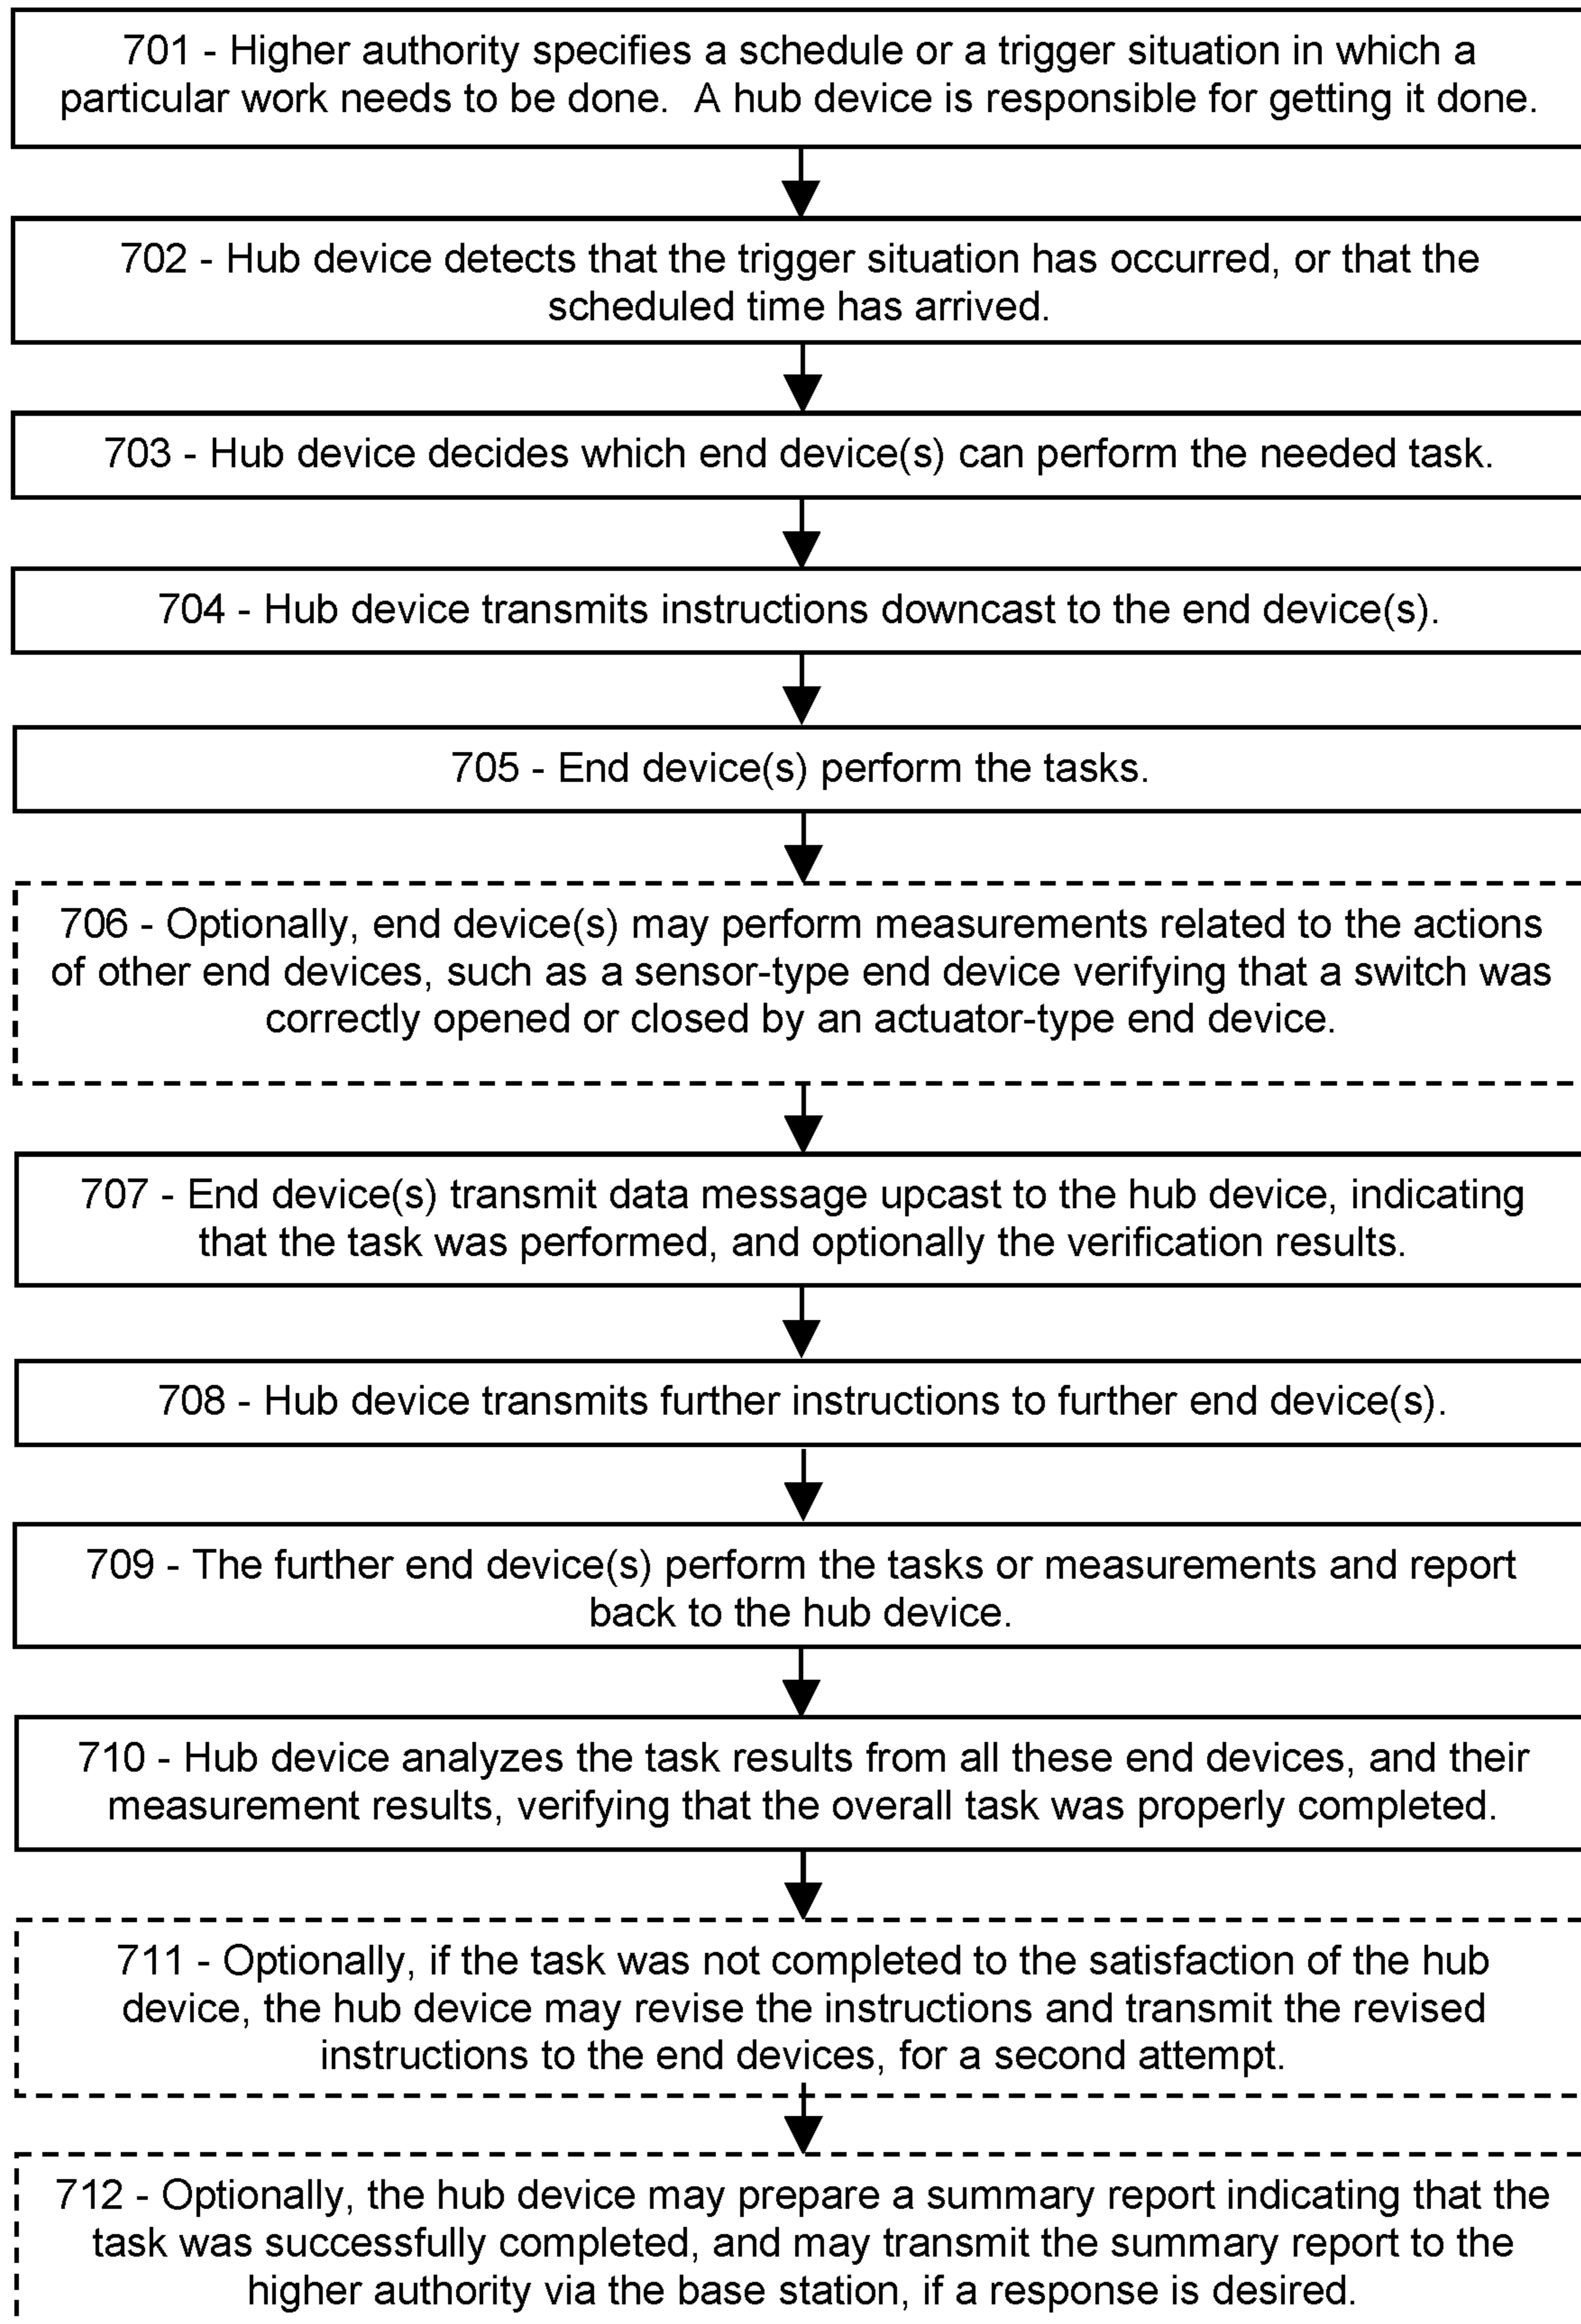 701 - Higher authority specifies a schedule or a trigger situation in which a
particular work needs to be done.  A hub device is responsible for getting it done.
702 - Hub device detects that the trigger situation has occurred, or that the
scheduled time has arrived.
703 - Hub device decides which end device(s) can perform the needed task.
704 - Hub device transmits instructions downcast to the end device(s).
705 - End device(s) perform the tasks.
706 - Optionally, end device(s) may perform measurements related to the actions
of other end devices, such as a sensor-type end device verifying that a switch was
correctly opened or closed by an actuator-type end device.
707 - End device(s) transmit data message upcast to the hub device, indicating
that the task was performed, and optionally the verification results.
708 - Hub device transmits further instructions to further end device(s).
709 - The further end device(s) perform the tasks or measurements and report
back to the hub device.
710 - Hub device analyzes the task results from all these end devices, and their
measurement results, verifying that the overall task was properly completed.
711 - Optionally, if the task was not completed to the satisfaction of the hub
device, the hub device may revise the instructions and transmit the revised
instructions to the end devices, for a second attempt.
712 - Optionally, the hub device may prepare a summary report indicating that the
task was successfully completed, and may transmit the summary report to the
higher authority via the base station, if a response is desired.